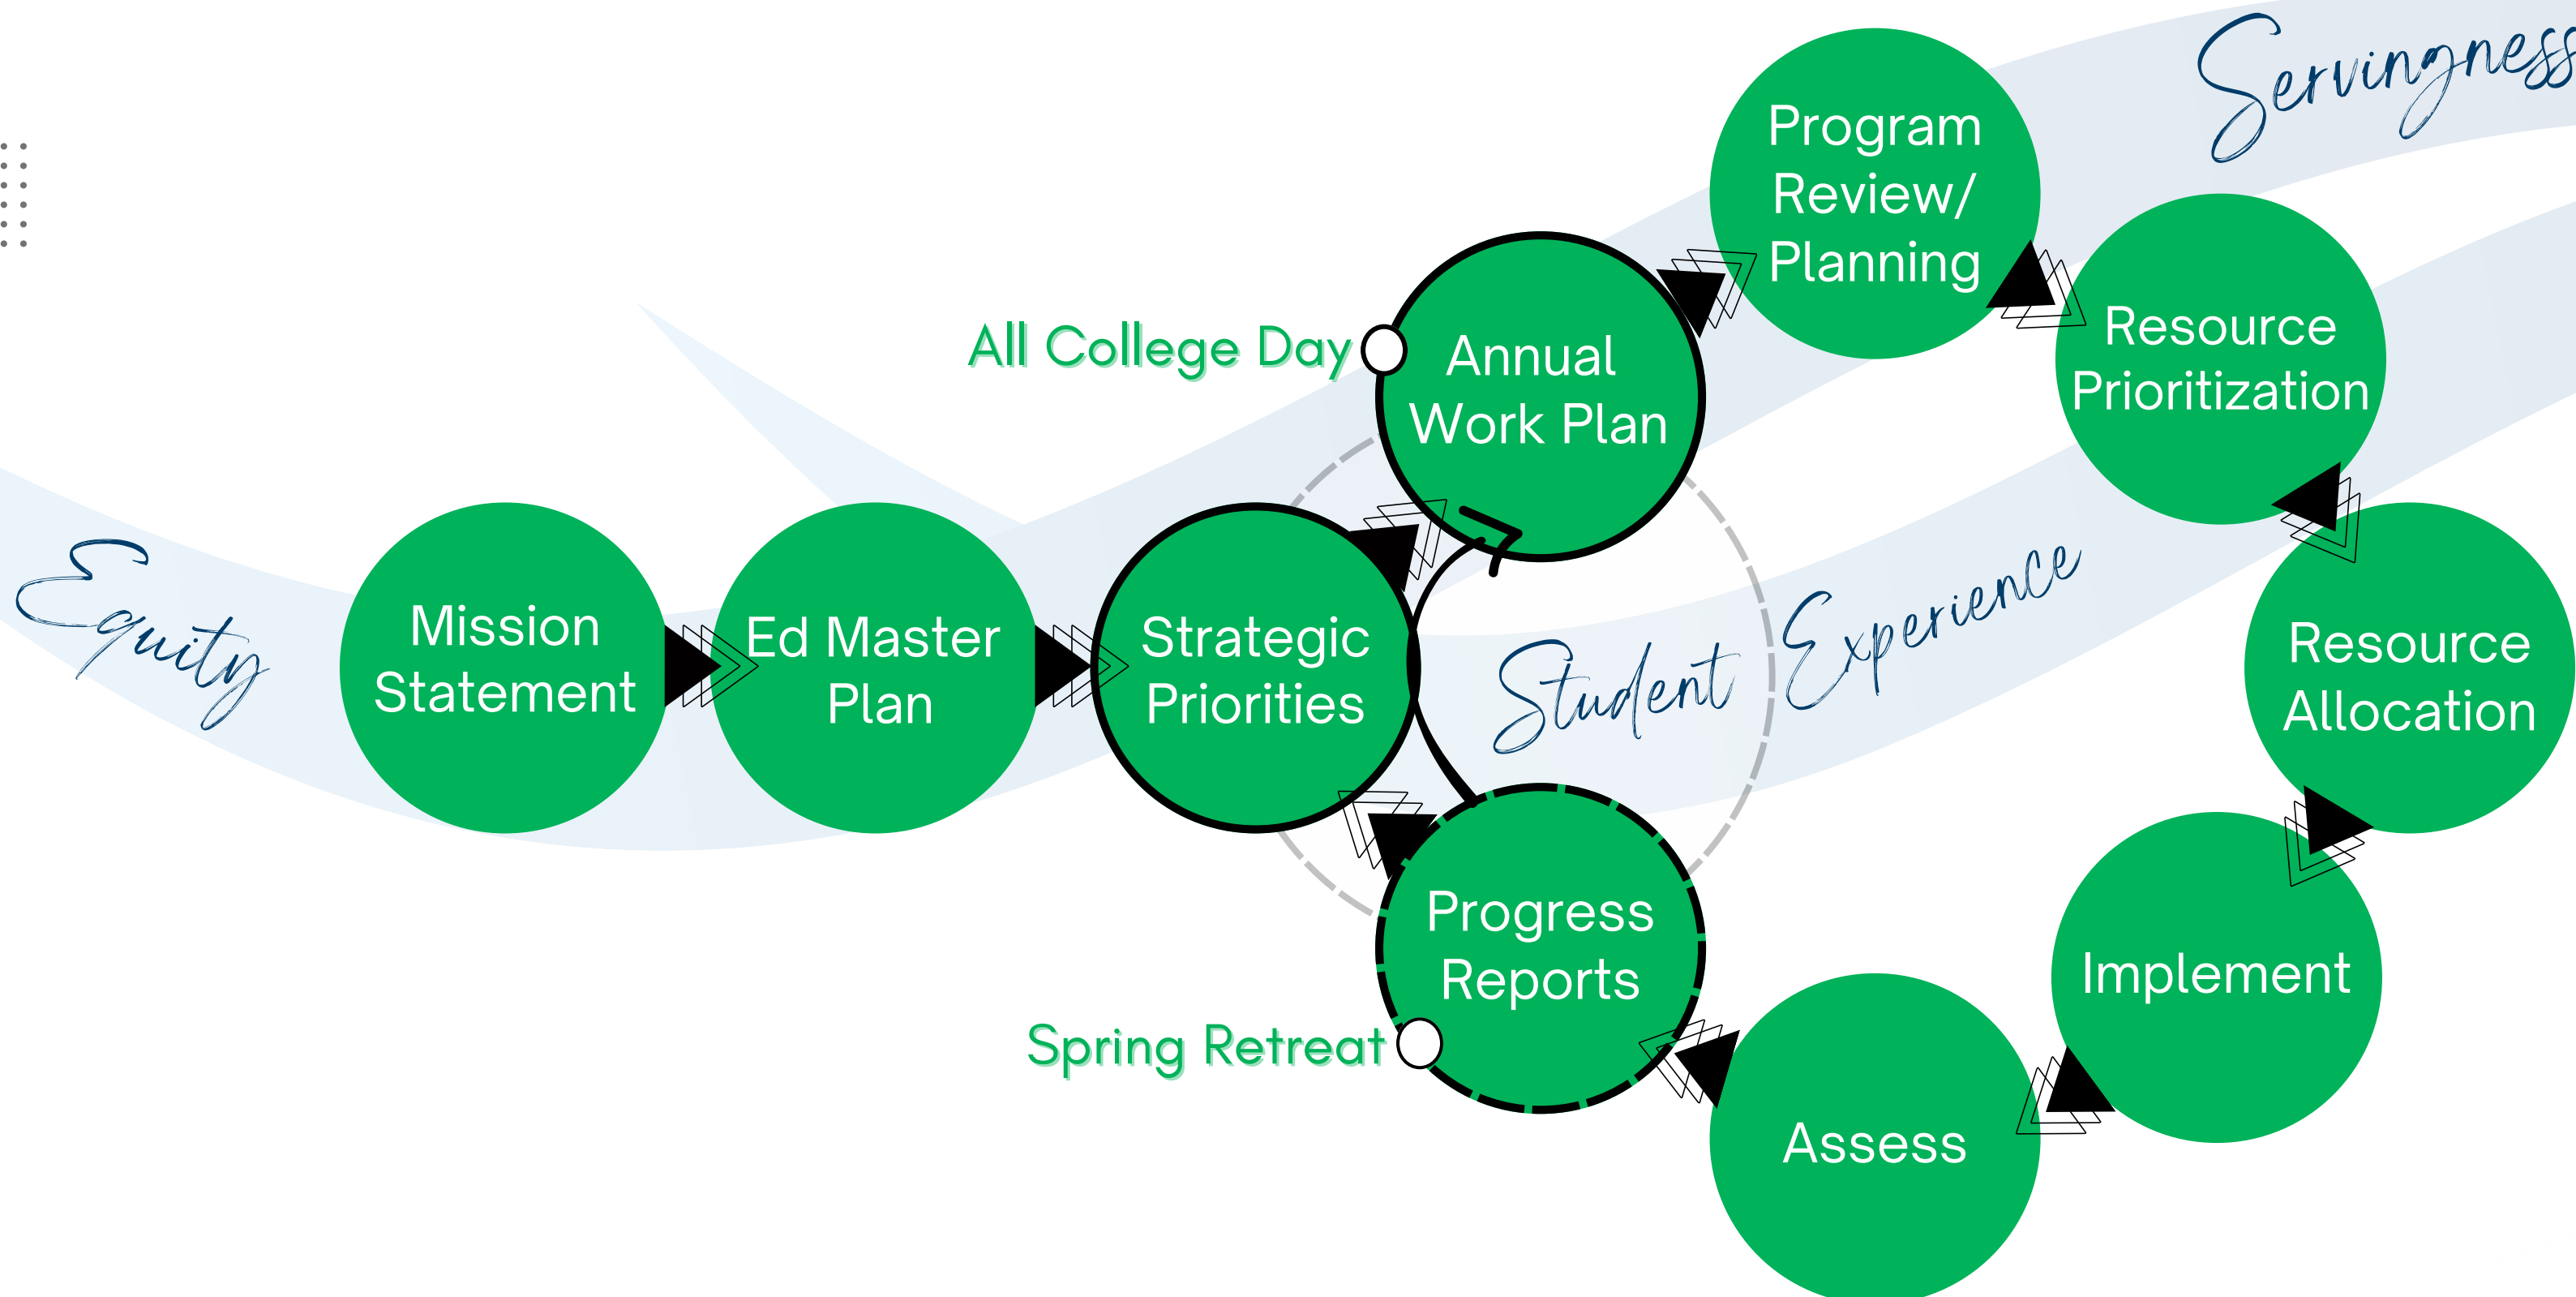 Servingness
Program
Review/
Planning
Resource
Prioritization
All College Day
Annual
Work Plan
Equity
Mission
Statement
Ed Master
Plan
Strategic
Priorities
Student Experience
Resource
Allocation
Progress
Reports
Implement
Spring Retreat
Assess